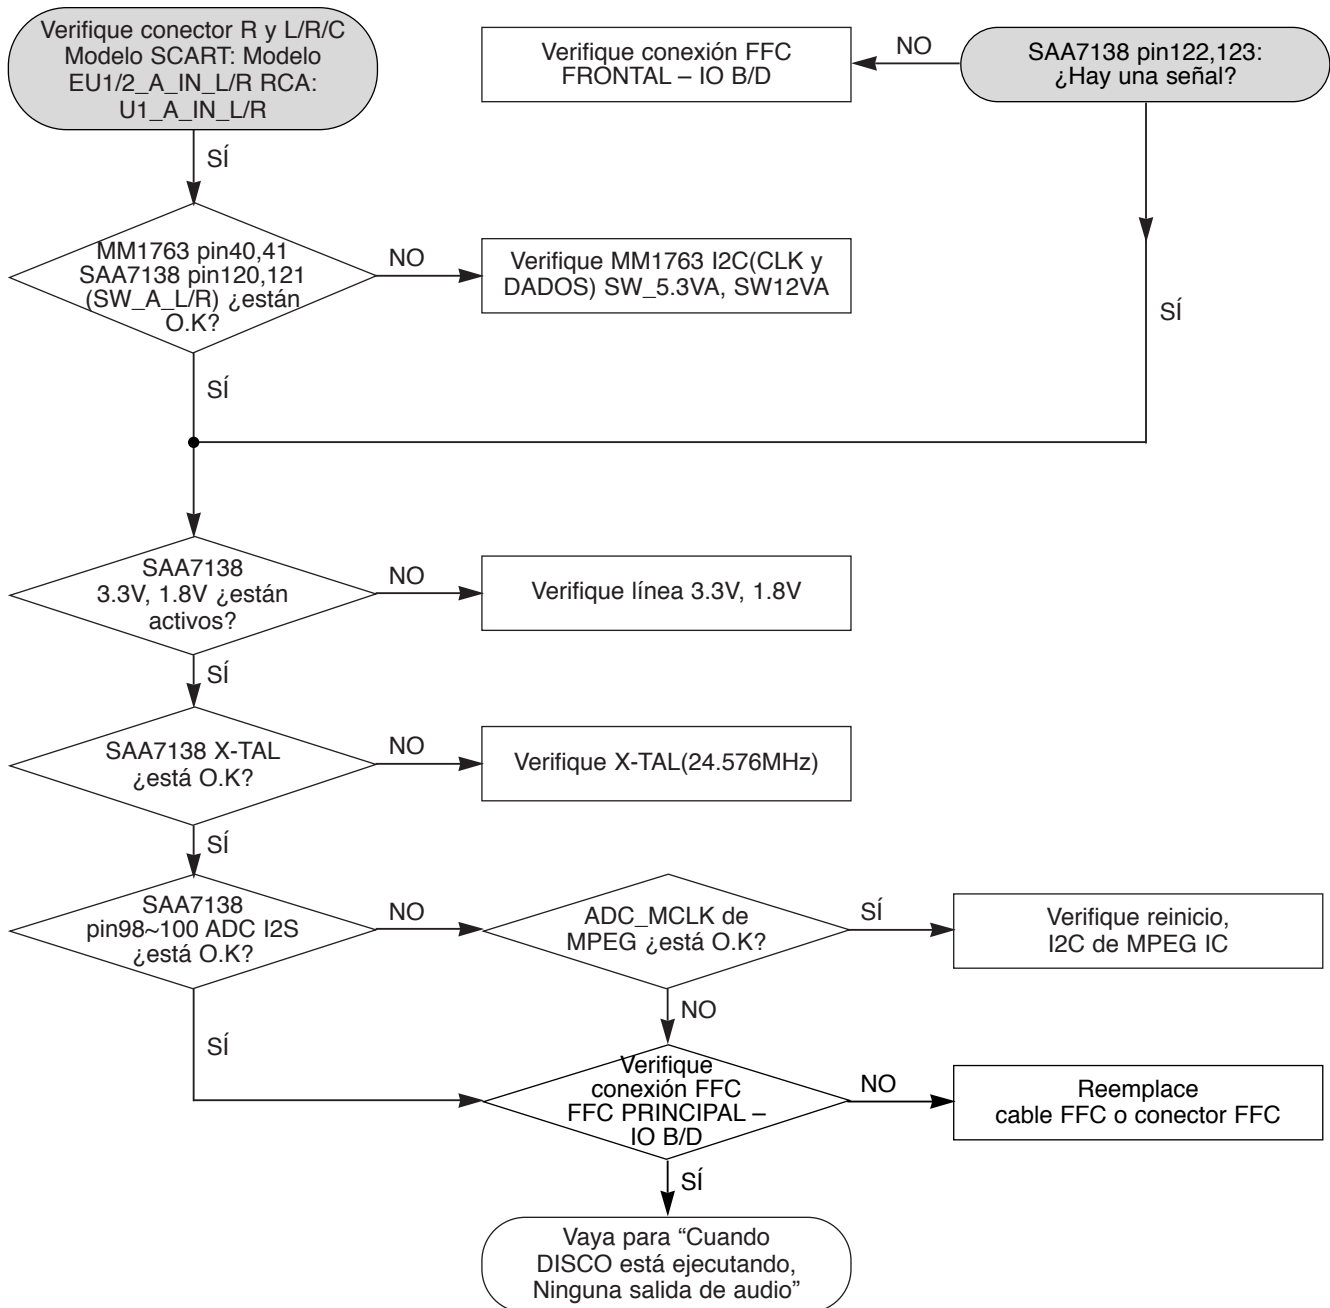 Verifique conector R y L/R/C
Modelo SCART: Modelo
EU1/2_A_IN_L/R RCA:
U1_A_IN_L/R
Verifique conexión FFC
FRONTAL – IO B/D
NO
SAA7138 pin122,123:
¿Hay una señal?
SÍ
MM1763 pin40,41
SAA7138 pin120,121
(SW_A_L/R) ¿están
O.K?
NO
Verifique MM1763 I2C(CLK y
DADOS) SW_5.3VA, SW12VA
SÍ
SÍ
SAA7138
3.3V, 1.8V ¿están
activos?
NO
Verifique línea 3.3V, 1.8V
SÍ
SAA7138 X-TAL
¿está O.K?
NO
Verifique X-TAL(24.576MHz)
SÍ
SAA7138
pin98~100 ADC I2S
¿está O.K?
NO
ADC_MCLK de
MPEG ¿está O.K?
SÍ
Verifique reinicio,
I2C de MPEG IC
NO
SÍ
Verifique
conexión FFC
FFC PRINCIPAL –
IO B/D
NO
Reemplace
cable FFC o conector FFC
SÍ
Vaya para “Cuando
DISCO está ejecutando,
Ninguna salida de audio”